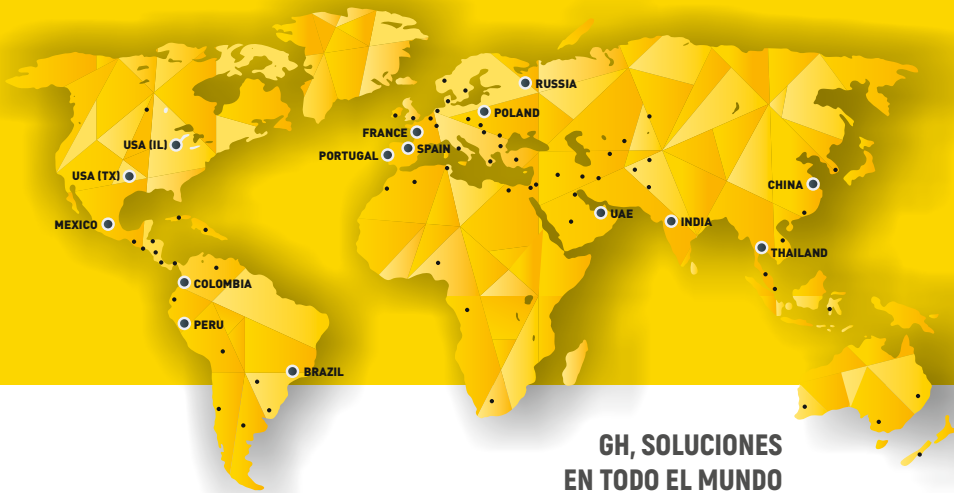 RUSSIA
POLAND
FRANCE
USA (IL)
SPAIN
PORTUGAL
USA (TX)
CHINA
UAE
INDIA
MEXICO
THAILAND
COLOMBIA
PERU
BRAZIL
GH, SOLUCIONES
EN TODO EL MUNDO